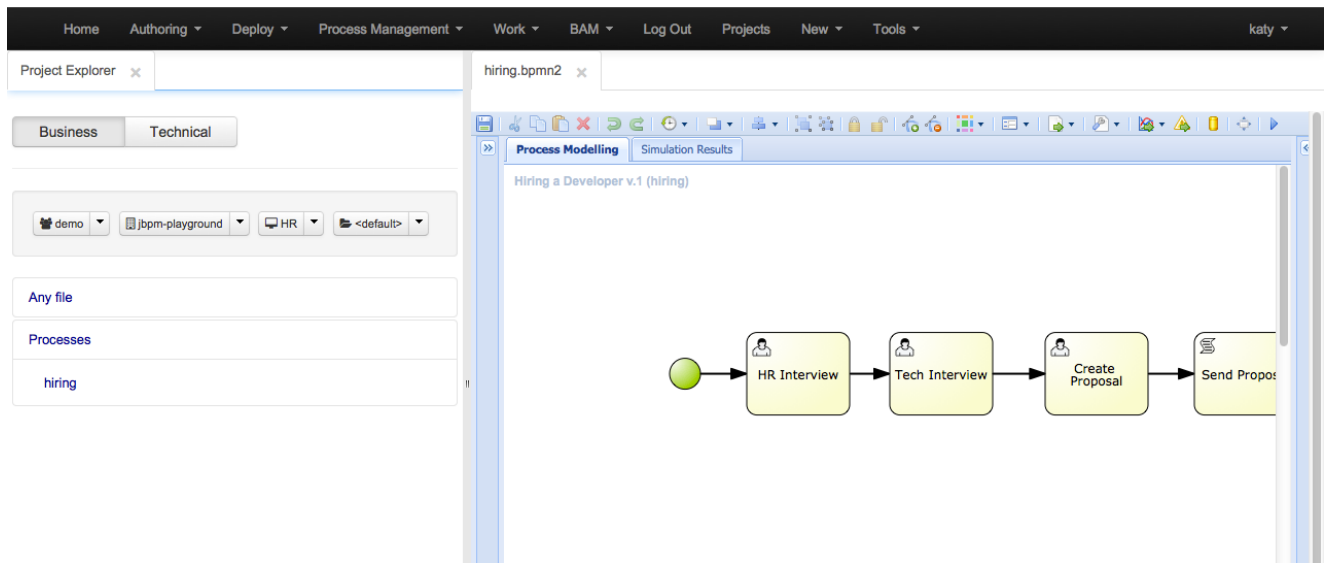 Home Authoring Deploy Process Management Work BAM Log Out Projects New Tools katy
Project Explorer
hiring.bpmn2
Business Technical
Process Modelling Simulation Results
Hiring a Developer v.1 (hiring)
demo jbpm-playground HR <default>
Any file
Processes
hiring
HR Interview
Tech Interview
Create
Proposal
Send Propos